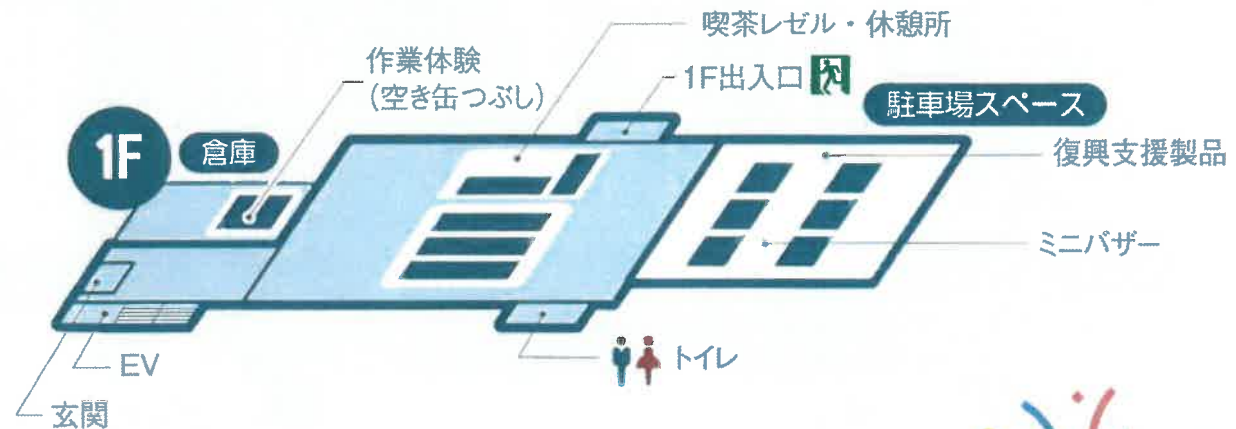 喫茶レゼル・休憩所
作業体験
(空き缶つぶし)
1F出入口
駐車場スペース
1F
倉庫
復興支援製品
ミニバザー
EV
トイレ
玄関